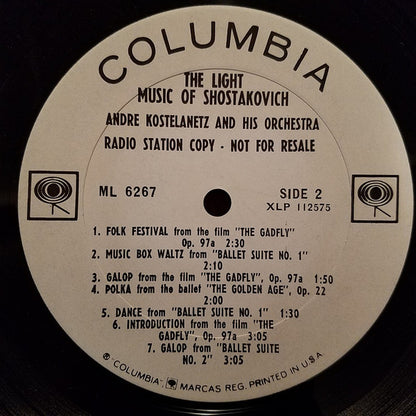 COLUMBIA
THE LIGHT
MUSIC OF SHOSTAKOVICH
ANDRE KOSTELANETZ AND HIS ORCHESTRA
RADIO STATION COPY - NOT FOR RESALE
ML 6267
SIDE 2
XLP 112575
1. FOLK FESTIVAL from the film "THE GADFLY"
Op. 97a 2:30
2. MUSIC BOX WALTZ from "BALLET SUITE NO. 1"
2:10
3. GALOP from the film "THE GADFLY," Op. 97a 1:50
4. POLKA from the ballet "THE GOLDEN AGE", Op. 22
2:00
5. DANCE from "BALLET SUITE NO. 1" 1:30
6. INTRODUCTION from the film "THE
GADFLY," Op. 97a 3:05
7. GALOP from "BALLET SUITE
NO. 2" 3:05
® "COLUMBIA", MARCAS REG. PRINTED IN U.S.A.